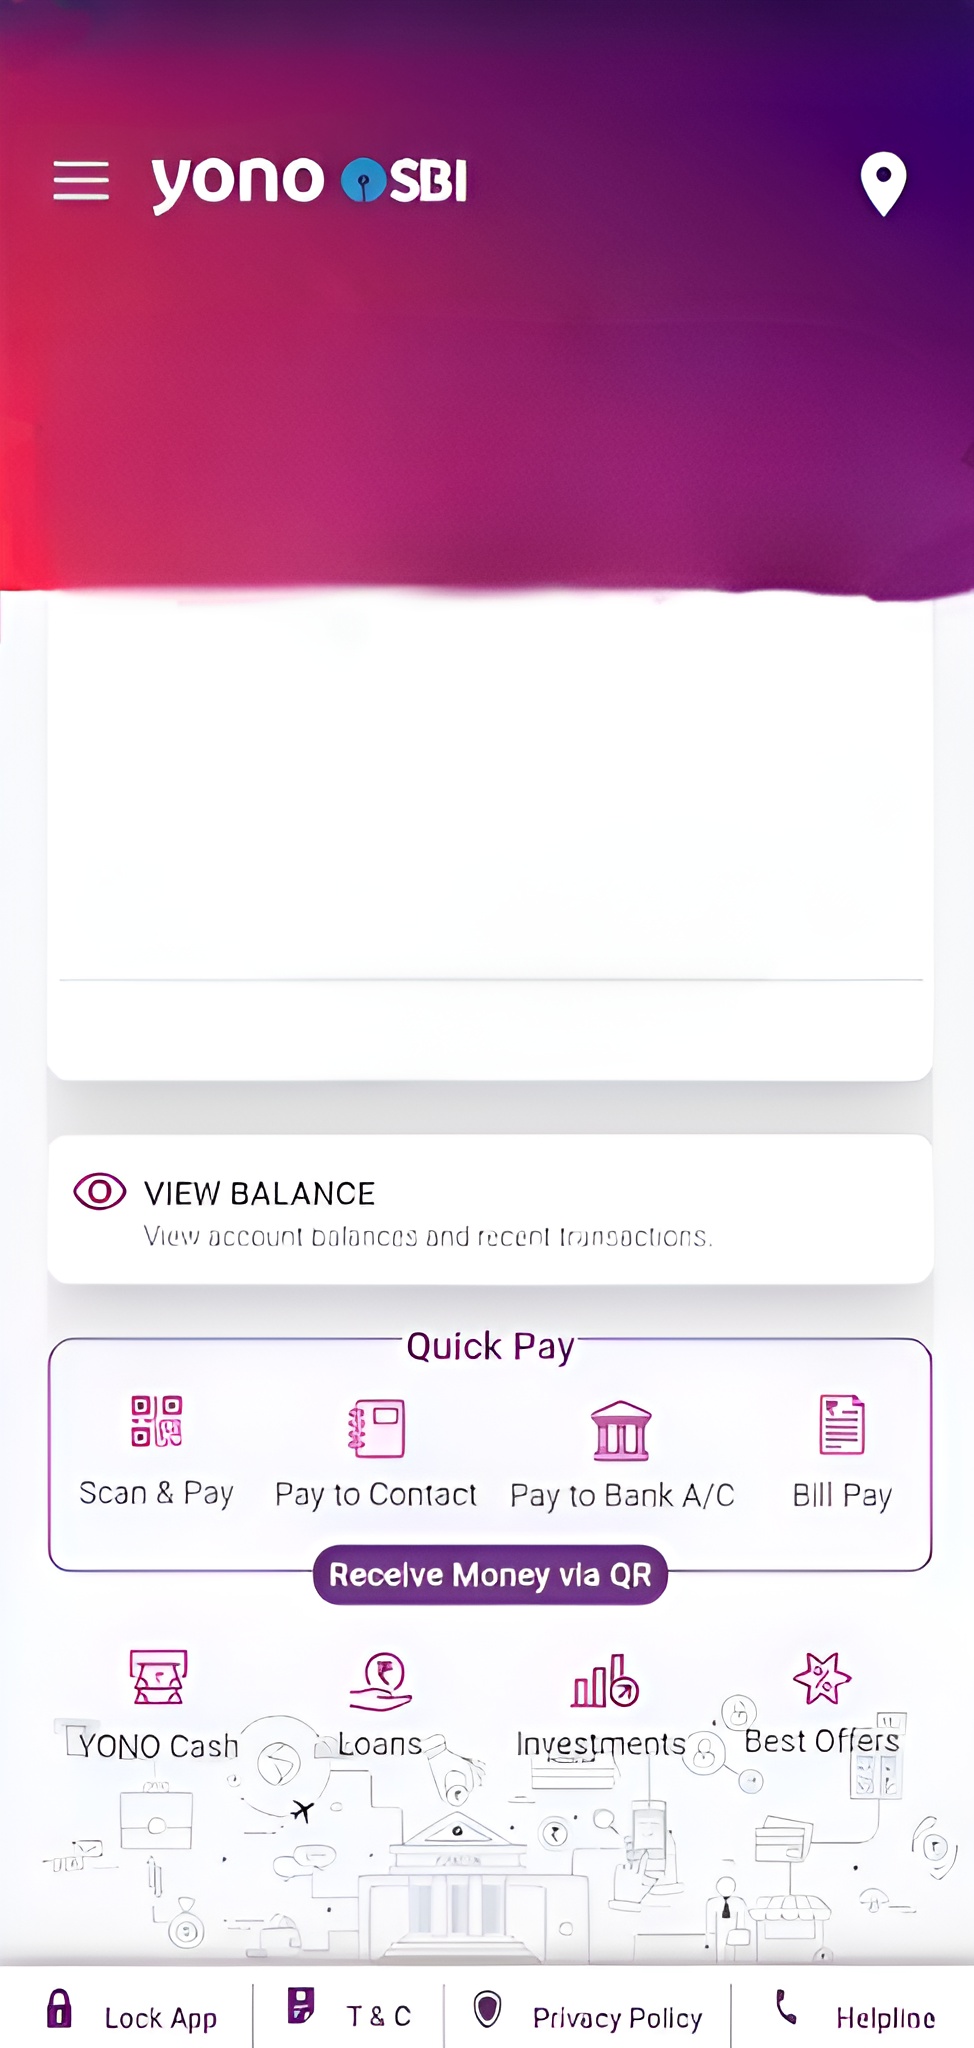 yono SBI
VIEW BALANCE
View account balances and recent transactions.
Quick Pay
Scan & Pay Pay to Contact Pay to Bank A/C Bill Pay
Receive Money via QR
YONO Cash Loans Investments Best Offers
Lock App T & C Privacy Policy Helpline